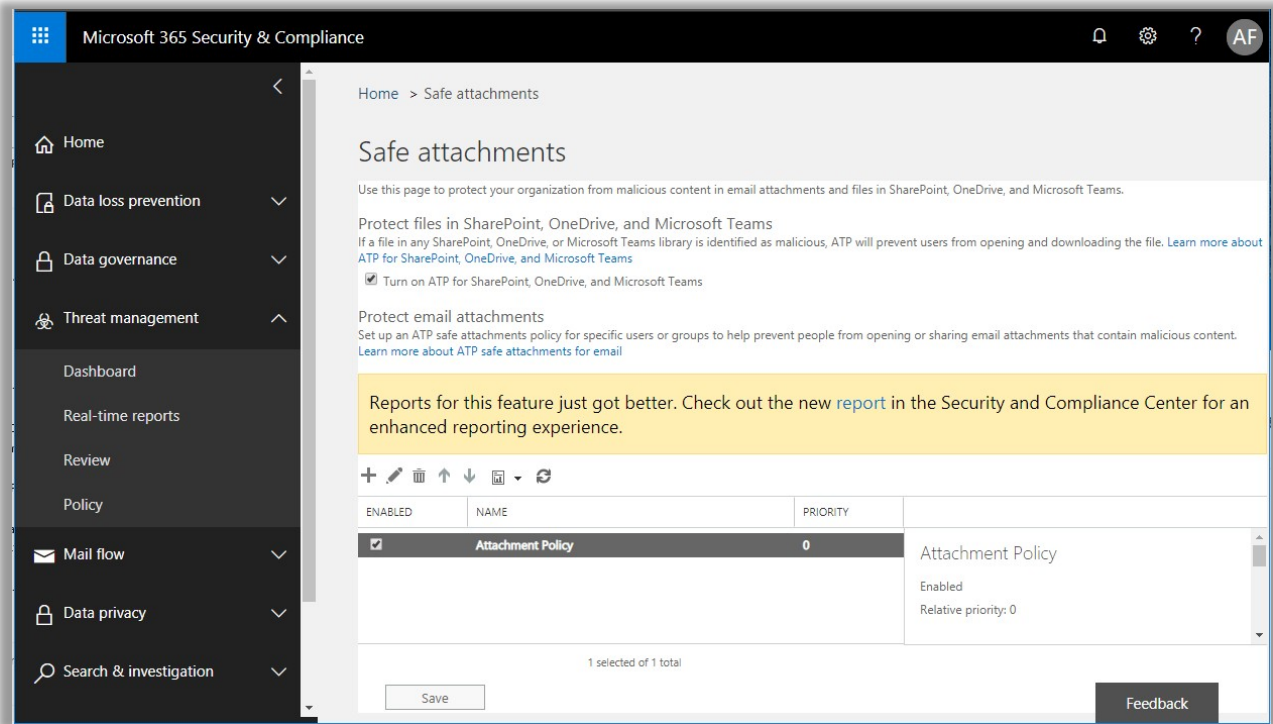 Microsoft 365 Security & Compliance
?
AF
Home
Data loss prevention
Data governance
Threat management
Dashboard
Real-time reports
Review
Policy
Mail flow
Data privacy
Search & investigation
Home > Safe attachments
Safe attachments
Use this page to protect your organization from malicious content in email attachments and files in SharePoint, OneDrive, and Microsoft Teams.
Protect files in SharePoint, OneDrive, and Microsoft Teams
If a file in any SharePoint, OneDrive, or Microsoft Teams library is identified as malicious, ATP will prevent users from opening and downloading the file. Learn more about
ATP for SharePoint, OneDrive, and Microsoft Teams
Turn on ATP for SharePoint, OneDrive, and Microsoft Teams
Protect email attachments
Set up an ATP safe attachments policy for specific users or groups to help prevent people from opening or sharing email attachments that contain malicious content.
Learn more about ATP safe attachments for email
Reports for this feature just got better. Check out the new report in the Security and Compliance Center for an
enhanced reporting experience.
ENABLED NAME PRIORITY
Attachment Policy 0
Attachment Policy
Enabled
Relative priority: 0
1 selected of 1 total
Save
Feedback